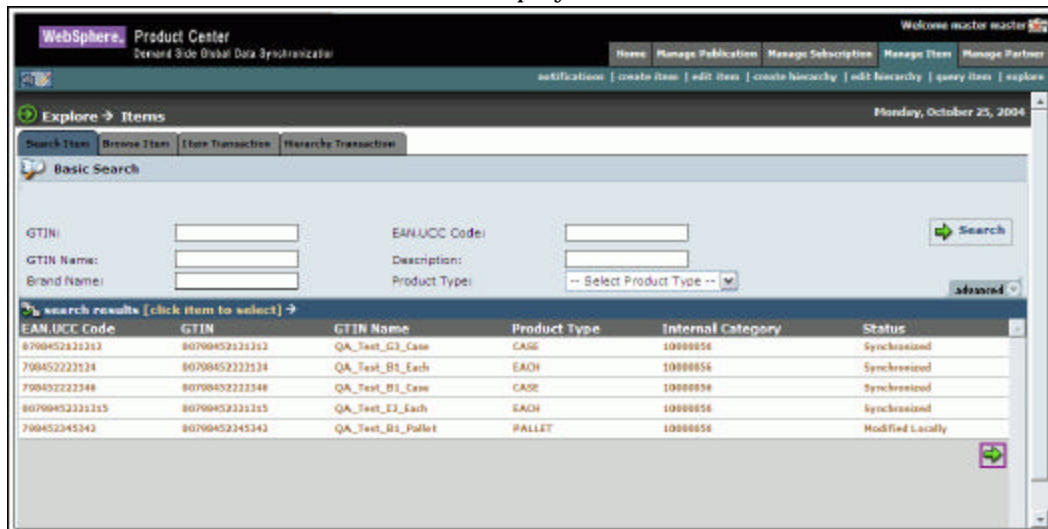 Welcome master master
WebSphere. Product Center
Demand Side Global Data Synchronization
Home Manage Publication Manage Subscription Manage Item Manage Partner
notifications | create item | edit item | create hierarchy | edit hierarchy | query item | explore
Explore → Items Monday, October 25, 2004
Search Item Browse Item Item Transaction Hierarchy Transaction
Basic Search
GTIN: EAN.UCC Code: Search
GTIN Name: Description:
Brand Name: Product Type: -- Select Product Type --
advanced
search results [click item to select] →
EAN.UCC Code GTIN GTIN Name Product Type Internal Category Status
QA_Test_G3_Case CASE 10000056 Synchronized
QA_Test_B1_Each EACH 10000056 Synchronized
QA_Test_B1_Case CASE 10000056 Synchronized
QA_Test_I3_Each EACH 10000056 Synchronized
798452345343 00798452345343 QA_Test_B1_Pallet PALLET 10000056 Modified Locally